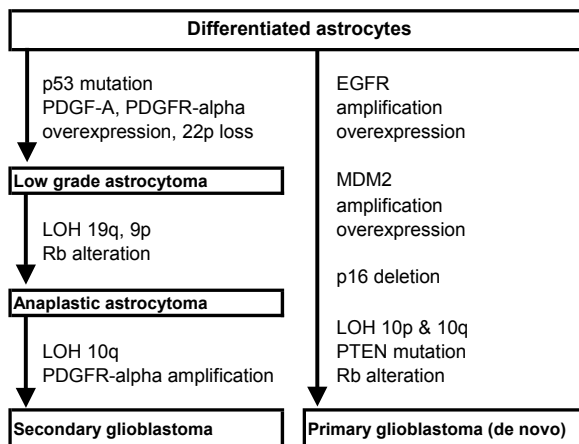 Differentiated astrocytes
p53 mutation
PDGF-A, PDGFR-alpha
overexpression, 22p loss
Low grade astrocytoma
LOH 19q, 9p
Rb alteration
Anaplastic astrocytoma
LOH 10q
PDGFR-alpha amplification
Secondary glioblastoma
EGFR
amplification
overexpression
MDM2
amplification
overexpression
p16 deletion
LOH 10p & 10q
PTEN mutation
Rb alteration
Primary glioblastoma (de novo)